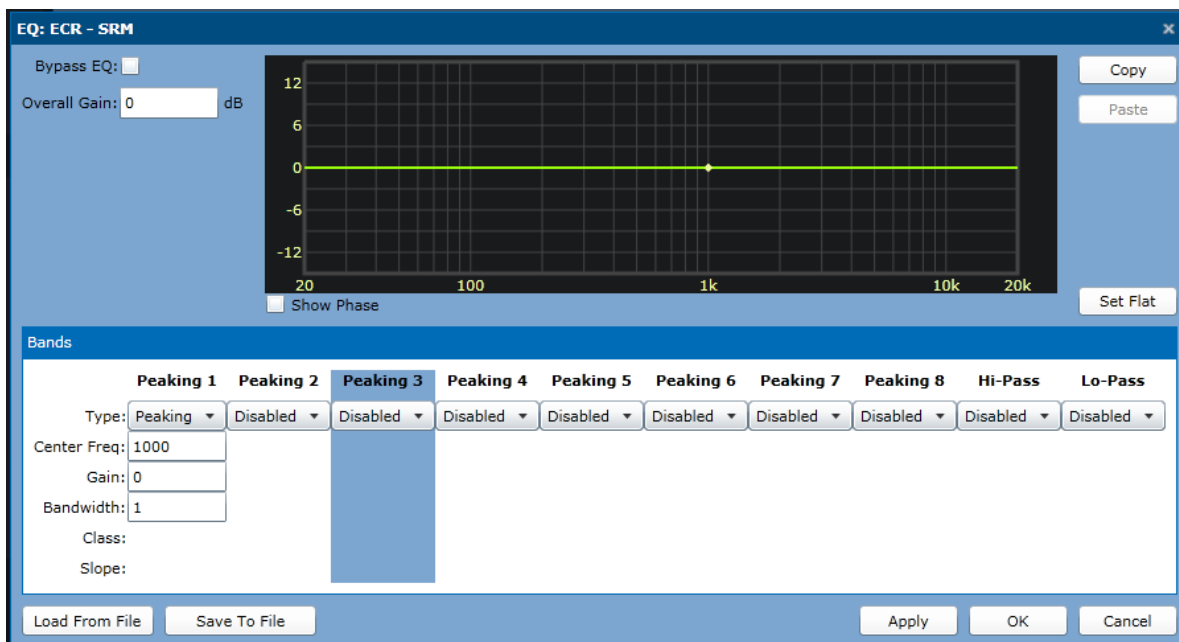 EQ: ECR - SRM
Bypass EQ:
Overall Gain: 0 dB
12
6
0
-6
-12
20 100 1k 10k 20k
Show Phase
Copy
Paste
Set Flat
Bands
Peaking 1 Peaking 2 Peaking 3 Peaking 4 Peaking 5 Peaking 6 Peaking 7 Peaking 8 Hi-Pass Lo-Pass
Type: Peaking Disabled Disabled Disabled Disabled Disabled Disabled Disabled Disabled Disabled
Center Freq: 1000
Gain: 0
Bandwidth: 1
Class:
Slope:
Load From File Save To File Apply OK Cancel